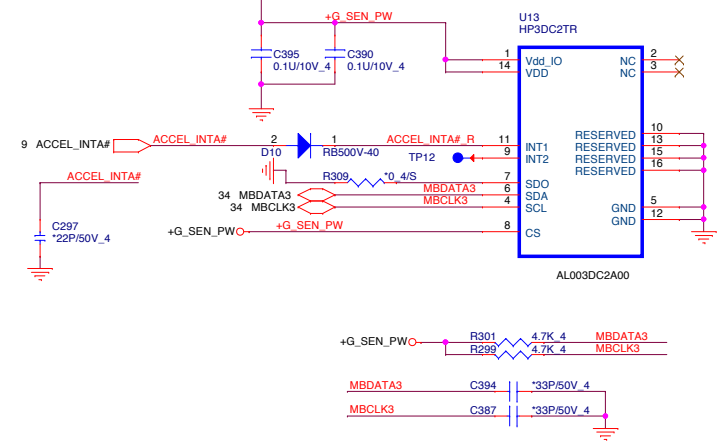 +G_SEN_PW
U13
HP3DC2TR
C395
0.1U/10V_4
C390
0.1U/10V_4
1
14
Vdd_IO
VDD
NC
NC
2
3
9 ACCEL_INTA#
ACCEL_INTA#
2
D10
1
RB500V-40
ACCEL_INTA#_R
11
INT1
TP12
9
INT2
RESERVED
RESERVED
RESERVED
RESERVED
10
13
15
16
ACCEL_INTA#
R309
*0_4/S
7
SDO
34 MBDATA3
MBDATA3
6
SDA
34 MBCLK3
MBCLK3
4
SCL
GND
GND
5
12
C297
*22P/50V_4
+G_SEN_PW
+G_SEN_PW
8
CS
AL003DC2A00
+G_SEN_PW
R301
4.7K_4
MBDATA3
R299
4.7K_4
MBCLK3
MBDATA3
C394
*33P/50V_4
MBCLK3
C387
*33P/50V_4